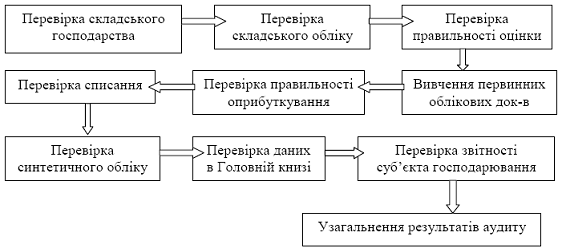 Перевірка складського
господарства
Перевірка
складського обліку
Перевірка
правильності оцінки
Вивчення первинних
облікових док-в
Перевірка правильності
оприбуткування
Перевірка списання
Перевірка
синтетичного обліку
Перевірка даних
в Головній книзі
Перевірка звітності
суб’єкта господарювання
Узагальнення результатів аудиту